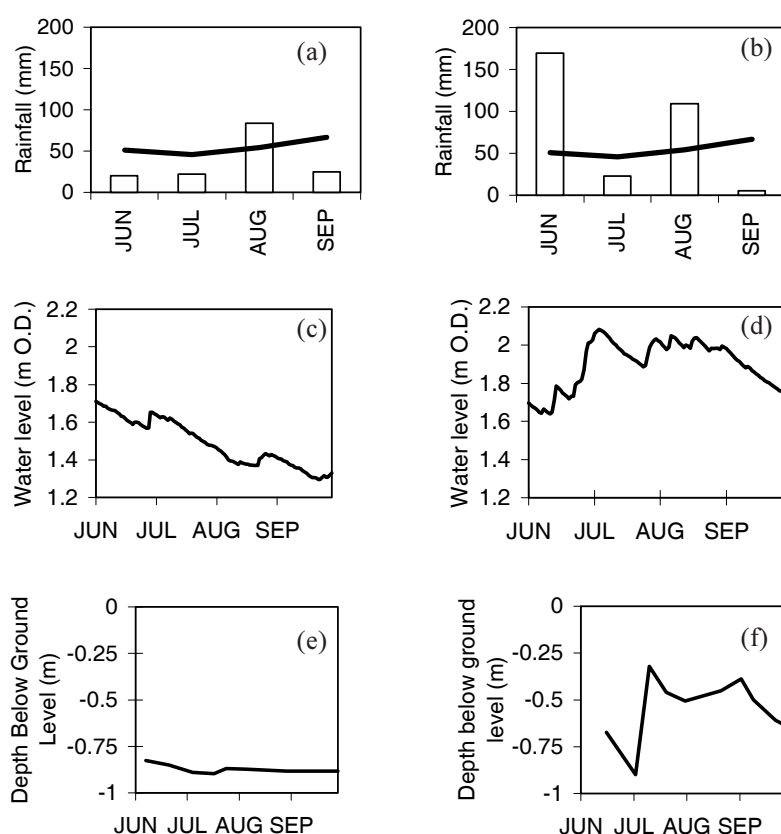 (a)
Rainfall (mm)
200
150
100
50
0
JUN
JUL
AUG
SEP
(b)
Rainfall (mm)
200
150
100
50
0
JUN
JUL
AUG
SEP
(c)
Water level (m O.D.)
2.2
2
1.8
1.6
1.4
1.2
JUN JUL AUG SEP
(d)
Water level (m O.D.)
2.2
2
1.8
1.6
1.4
1.2
JUN JUL AUG SEP
(e)
Depth Below Ground
Level (m)
0
-0.25
-0.5
-0.75
-1
JUN JUL AUG SEP
(f)
Depth below ground
level (m)
0
-0.25
-0.5
-0.75
-1
JUN JUL AUG SEP